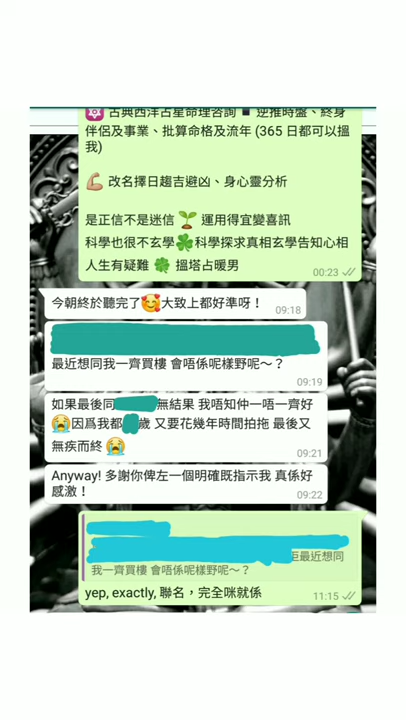 古典西洋占星命理咨詢 ▪ 逆推時盤、終身
伴侶及事業、批算命格及流年 (365 日都可以搵
我)
💪 改名擇日趨吉避凶、身心靈分析
是正信不是迷信 🌱 運用得宜變喜訊
科學也很不玄學🍀科學探求真相玄學告知心相
人生有疑難 🍀 搵塔占暖男
00:23
今朝終於聽完了🥰大致上都好準呀！
09:18
最近想同我一齊買樓 會唔係呢樣野呢～？
09:19
如果最後同 無結果 我唔知仲一唔一齊好
😭因爲我都 歲 又要花幾年時間拍拖 最後又
無疾而終 😭
09:21
Anyway! 多謝你俾左一個明確既指示我 真係好
感激！
09:22
佢最近想同
我一齊買樓 會唔係呢樣野呢～？
yep, exactly, 聯名，完全咪就係
11:15